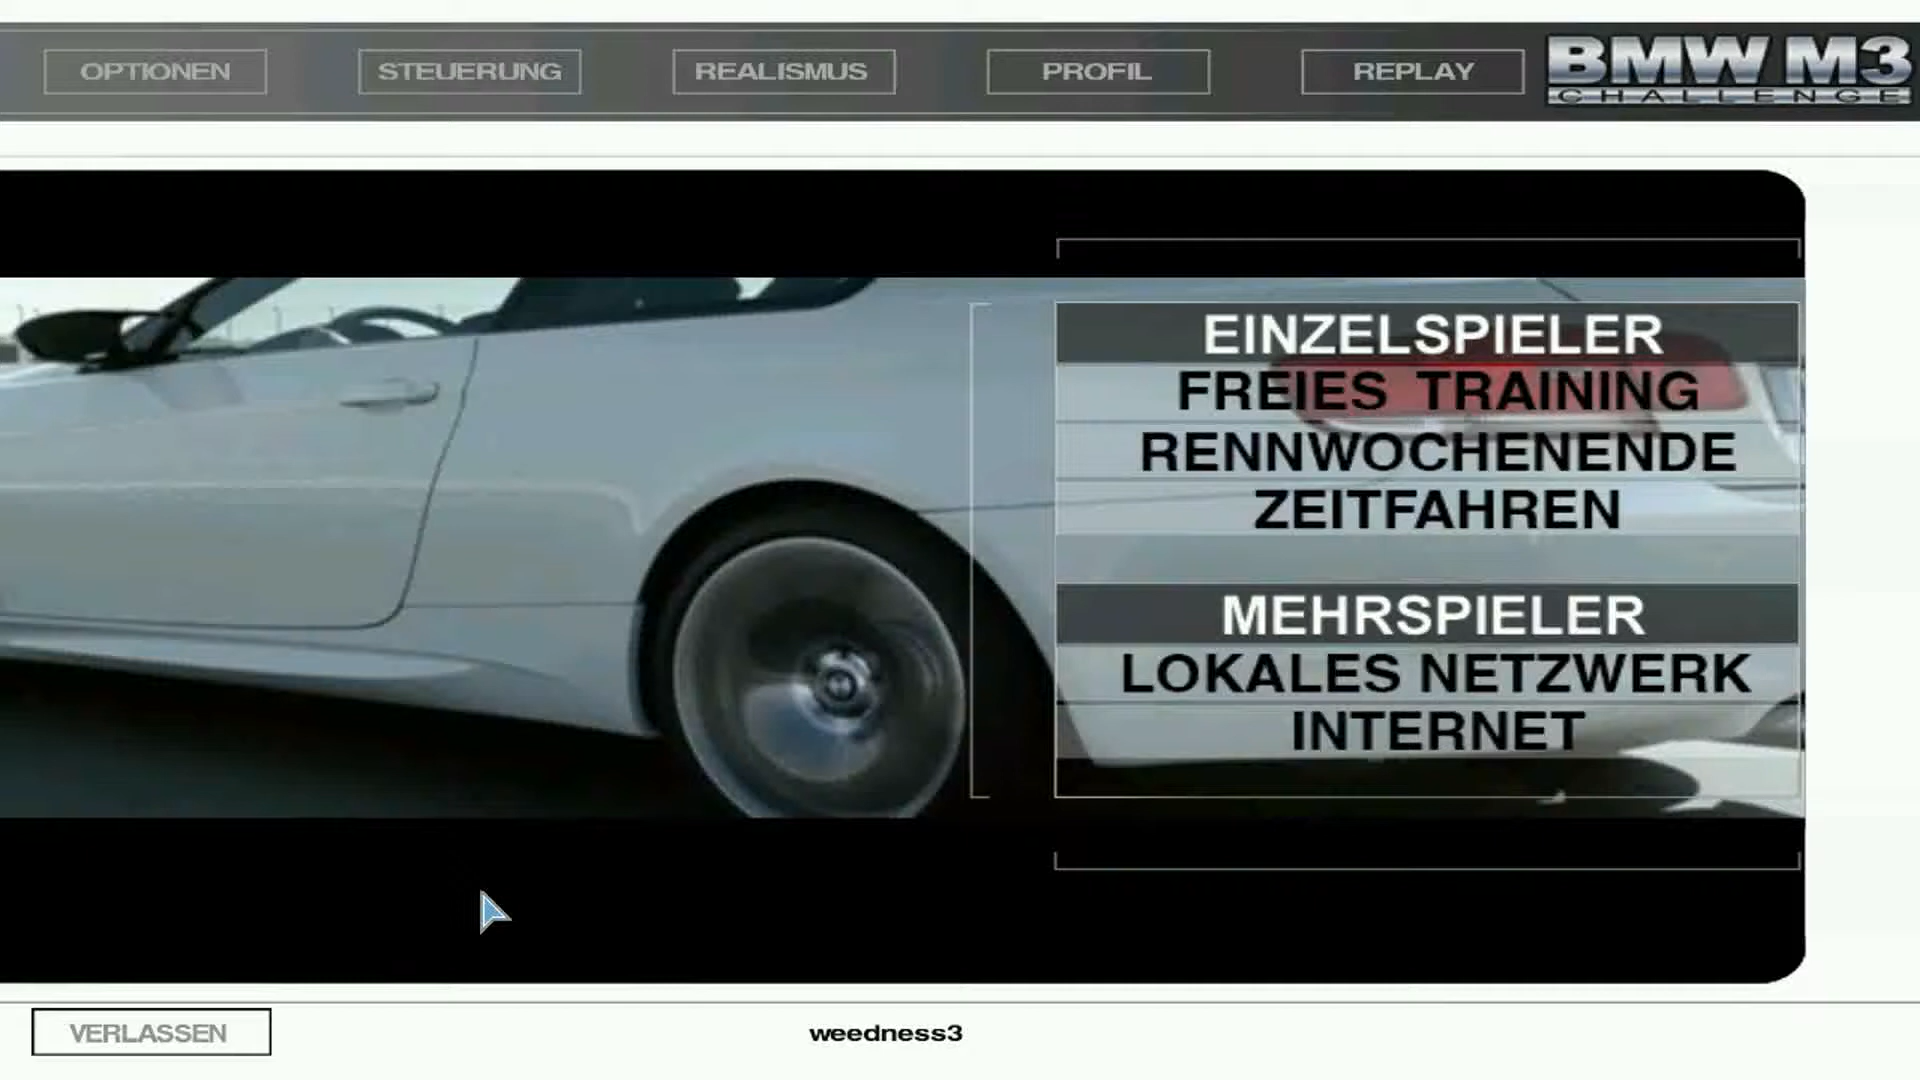 OPTIONEN STEUERUNG REALISMUS PROFIL REPLAY
BMW M3
CHALLENGE
EINZELSPIELER
FREIES TRAINING
RENNWOCHENENDE
ZEITFAHREN
MEHRSPIELER
LOKALES NETZWERK
INTERNET
VERLASSEN
weedness3